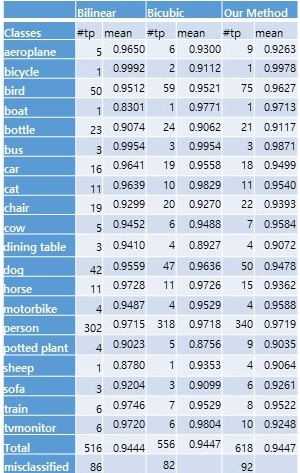 Bilinear Bicubic Our Method
Classes #tp mean #tp mean #tp mean
aeroplane 5 0.9650 6 0.9300 9 0.9263
bicycle 1 0.9992 2 0.9112 1 0.9978
bird 50 0.9512 59 0.9521 75 0.9627
boat 1 0.8301 1 0.9771 1 0.9713
bottle 23 0.9074 24 0.9062 21 0.9117
bus 3 0.9954 3 0.9954 3 0.9871
car 16 0.9641 19 0.9558 18 0.9499
cat 11 0.9639 10 0.9829 11 0.9540
chair 19 0.9299 20 0.9270 22 0.9393
cow 5 0.9452 6 0.9488 7 0.9584
dining table 3 0.9410 4 0.8927 4 0.9072
dog 42 0.9559 47 0.9636 50 0.9478
horse 11 0.9728 11 0.9726 15 0.9362
motorbike 4 0.9487 4 0.9529 4 0.9588
person 302 0.9715 318 0.9718 340 0.9719
potted plant 4 0.9023 5 0.8756 9 0.9035
sheep 1 0.8780 1 0.9353 4 0.9064
sofa 3 0.9204 3 0.9099 6 0.9261
train 6 0.9746 7 0.9529 8 0.9522
tvmonitor 6 0.9720 6 0.9804 10 0.9248
Total 516 0.9444 556 0.9447 618 0.9447
misclassified 86 82 92